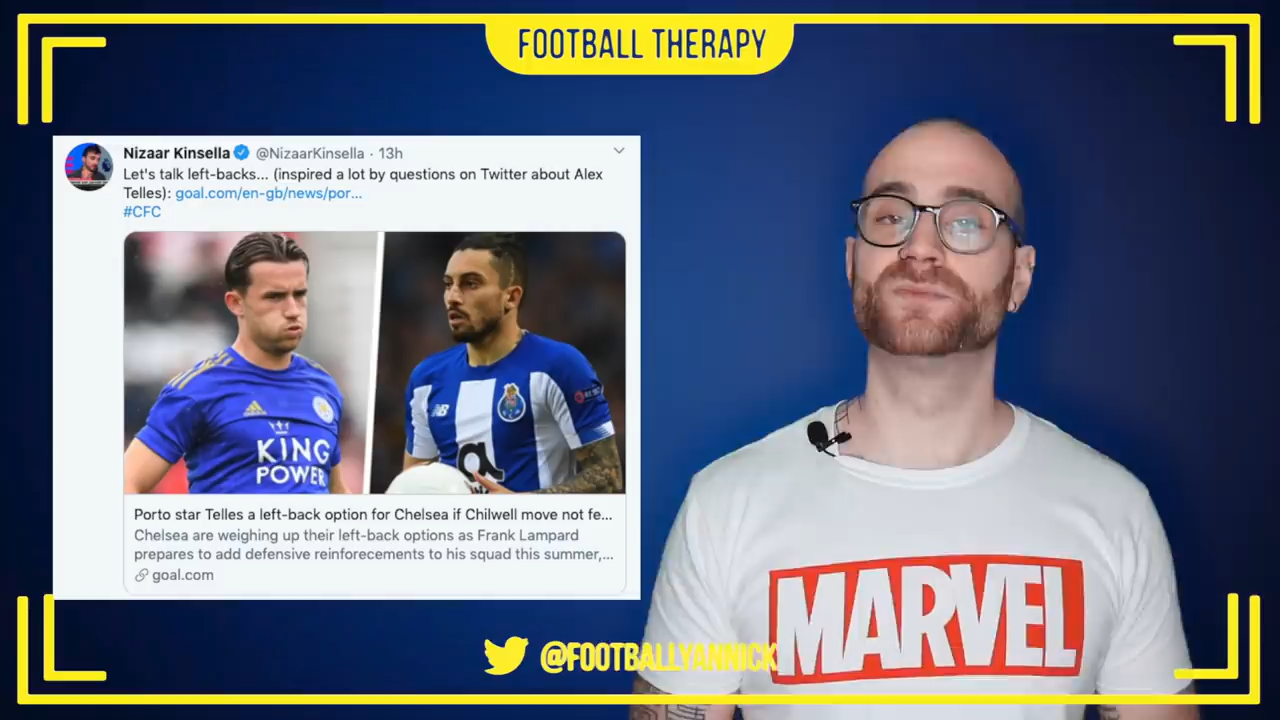 FOOTBALL THERAPY
Nizaar Kinsella @NizaarKinsella · 13h
Let's talk left-backs... (inspired a lot by questions on Twitter about Alex
Telles): goal.com/en-gb/news/por...
#CFC
KING
POWER
Porto star Telles a left-back option for Chelsea if Chilwell move not fe...
Chelsea are weighing up their left-back options as Frank Lampard
prepares to add defensive reinforecements to his squad this summer,...
goal.com
MARVEL
@FOOTBALLYANNICK